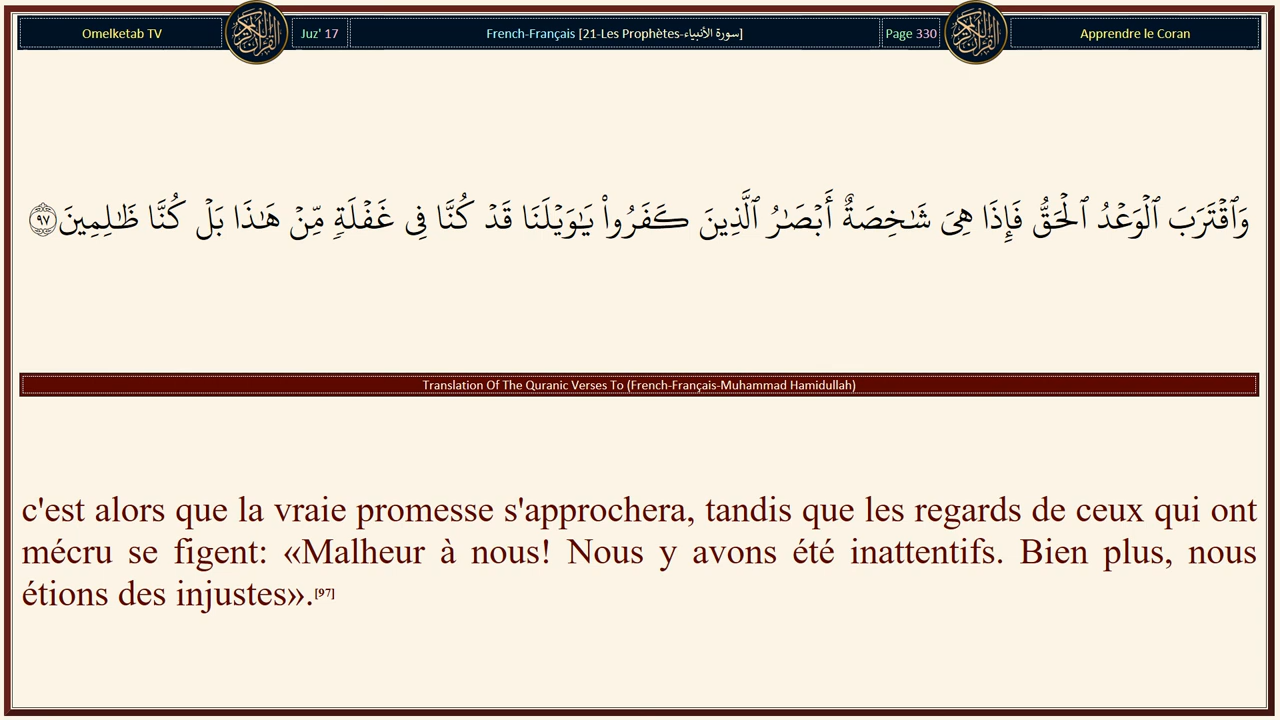 Omelketab TV
Juz' 17
French-Français [21-Les Prophètes-سورة الأنبياء]
Page 330
Apprendre le Coran
وَٱقْتَرَبَ ٱلْوَعْدُ ٱلْحَقُّ فَإِذَا هِىَ شَـٰخِصَةٌ أَبْصَـٰرُ ٱلَّذِينَ كَفَرُوا۟ يَـٰوَيْلَنَا قَدْ كُنَّا فِى غَفْلَةٍ مِّنْ هَـٰذَا بَلْ كُنَّا ظَـٰلِمِينَ ٩٧
Translation Of The Quranic Verses To (French-Français-Muhammad Hamidullah)
c'est alors que la vraie promesse s'approchera, tandis que les regards de ceux qui ont
mécru se figent: «Malheur à nous! Nous y avons été inattentifs. Bien plus, nous
étions des injustes».[97]